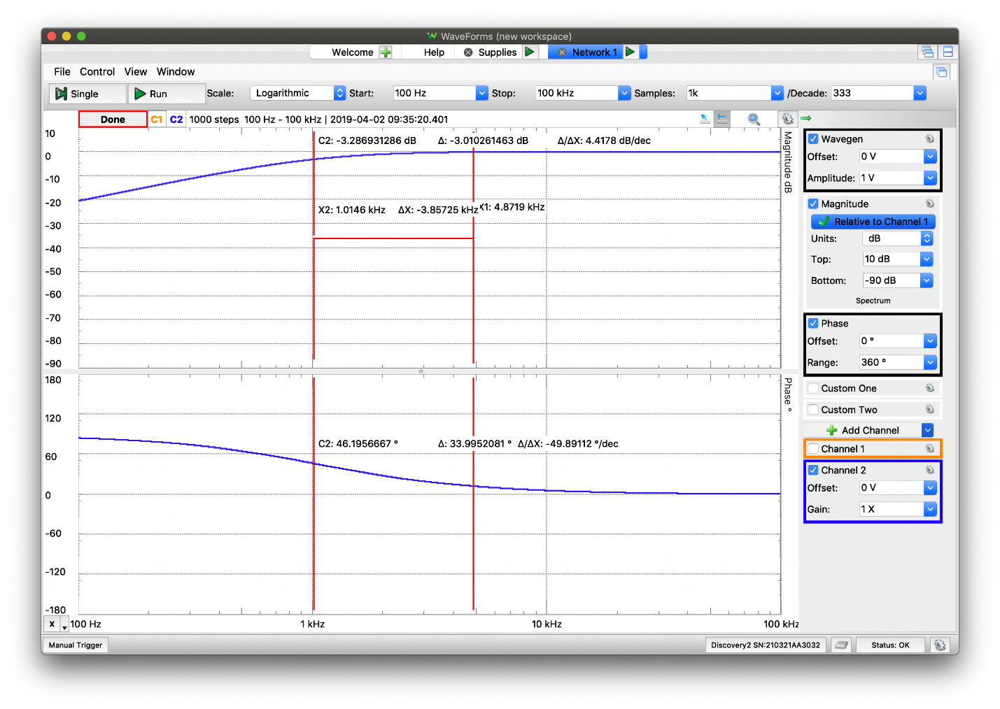 WaveForms (new workspace)
Welcome Help Supplies Network 1
File Control View Window
Single Run Scale: Logarithmic Start: 100 Hz Stop: 100 kHz Samples: 1k /Decade: 333
Done C1 C2 1000 steps 100 Hz - 100 kHz | 2019-04-02 09:35:20.401
C2: -3.286931286 dB Δ: -3.010261463 dB Δ/ΔX: 4.4178 dB/dec
X2: 1.0146 kHz ΔX: -3.85725 kHz X1: 4.8719 kHz
10
0
-10
-20
-30
-40
-50
-60
-70
-80
-90
Magnitude dB
C2: 46.1956667 º Δ: 33.9952081 º Δ/ΔX: -49.89112 º/dec
180
120
60
0
-60
-120
-180
Phase º
X 100 Hz 1 kHz 10 kHz 100 kHz
Wavegen
Offset: 0 V
Amplitude: 1 V
Magnitude
Relative to Channel 1
Units: dB
Top: 10 dB
Bottom: -90 dB
Spectrum
Phase
Offset: 0 º
Range: 360 º
Custom One
Custom Two
Add Channel
Channel 1
Channel 2
Offset: 0 V
Gain: 1 X
Manual Trigger Discovery2 SN:210321AA3032 Status: OK